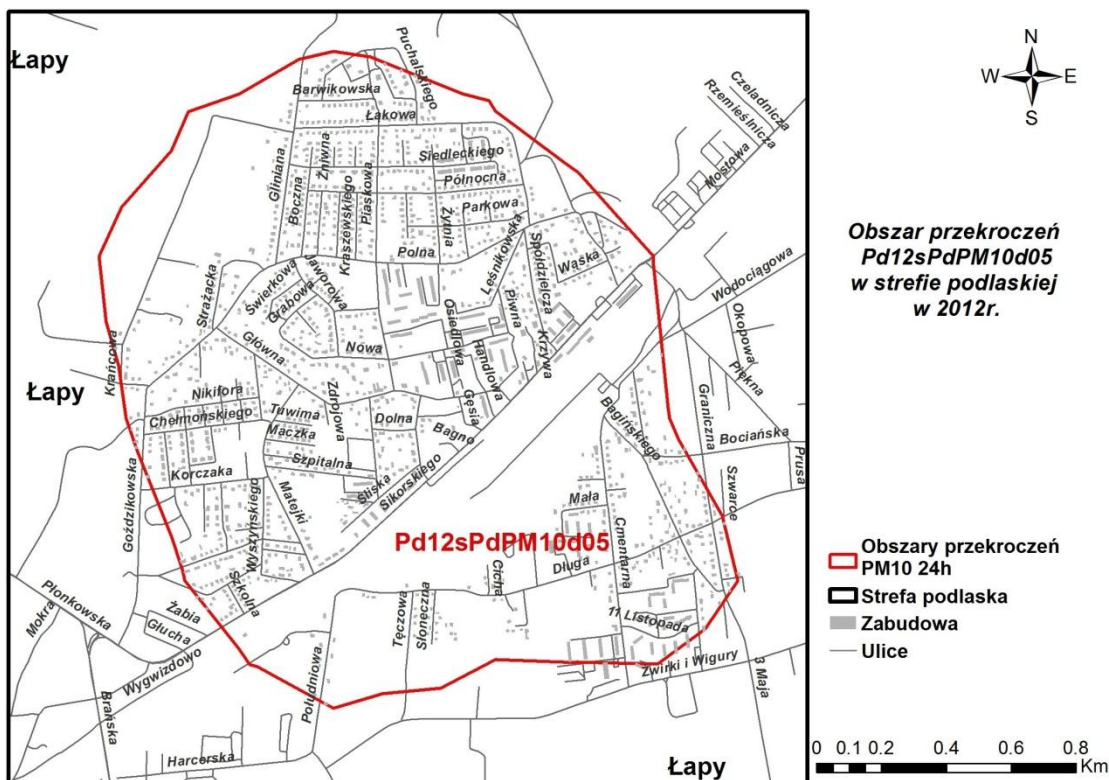 Łapy
Puchalskiego
Barwikowska
Łąkowa
Czeladnicza
Rzemieślnicza
Mostowa
N
W
E
S
Gliniana
Boczna
Żniwna
Kraszewskiego
Piaskowa
Siedleckiego
Północna
Parkowa
Żytnia
Polna
Leśnikowska
Spółdzielcza
Wąska
Wodociągowa
Obszar przekroczeń
Pd12sPdPM10d05
w strefie podlaskiej
w 2012r.
Strażacka
Świerkowa
Grabowa
Jaworowa
Główna
Nowa
Osiedlowa
Handlowa
Piwna
Krzywa
Gęsia
Okopowa
Piękna
Krańcowa
Łapy
Nikifora
Chełmońskiego
Tuwima
Maczka
Szpitalna
Zdrojowa
Dolna
Bagno
Bagińskiego
Graniczna
Bociańska
Prusa
Szwarce
Korczaka
Goździkowska
Wyszyńskiego
Matejki
Śliska
Sikorskiego
Mała
Cmentarna
Pd12sPdPM10d05
Długa
Cicha
11 Listopada
Szkolna
Żabia
Głucha
Płonkowska
Mokra
Wygwizdowo
Brańska
Południowa
Tęczowa
Słoneczna
Żwirki i Wigury
3 Maja
Harcerska
Łapy
Obszary przekroczeń
PM10 24h
Strefa podlaska
Zabudowa
Ulice
0 0.1 0.2 0.4 0.6 0.8
Km